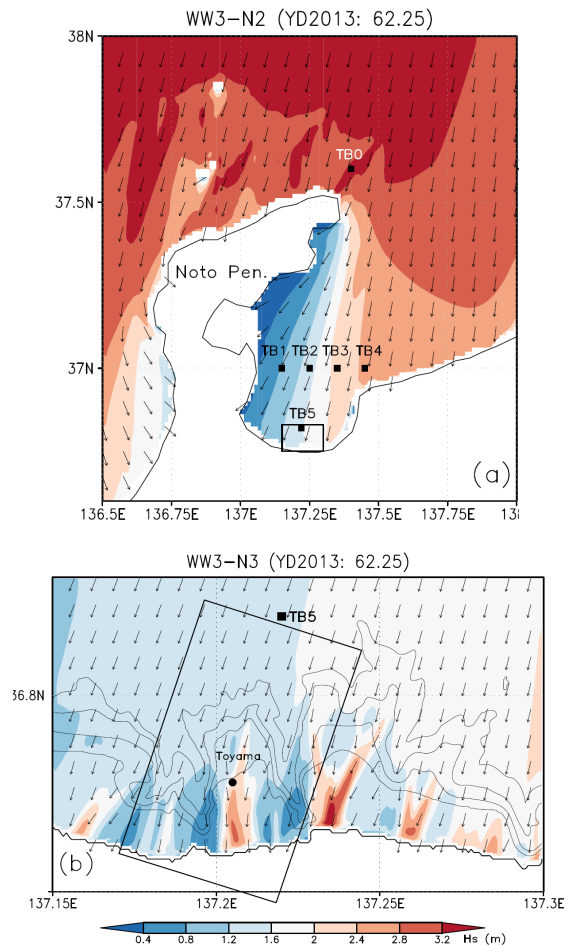 WW3-N2 (YD2013: 62.25)
38N
TB0
37.5N
Noto Pen.
TB1 TB2 TB3 TB4
37N
TB5
(a)
136.5E 136.75E 137E 137.25E 137.5E 137.75E 13
WW3-N3 (YD2013: 62.25)
TB5
36.8N
Toyama
(b)
137.15E 137.2E 137.25E 137.3E
0.4 0.8 1.2 1.6 2 2.4 2.8 3.2 Hs (m)